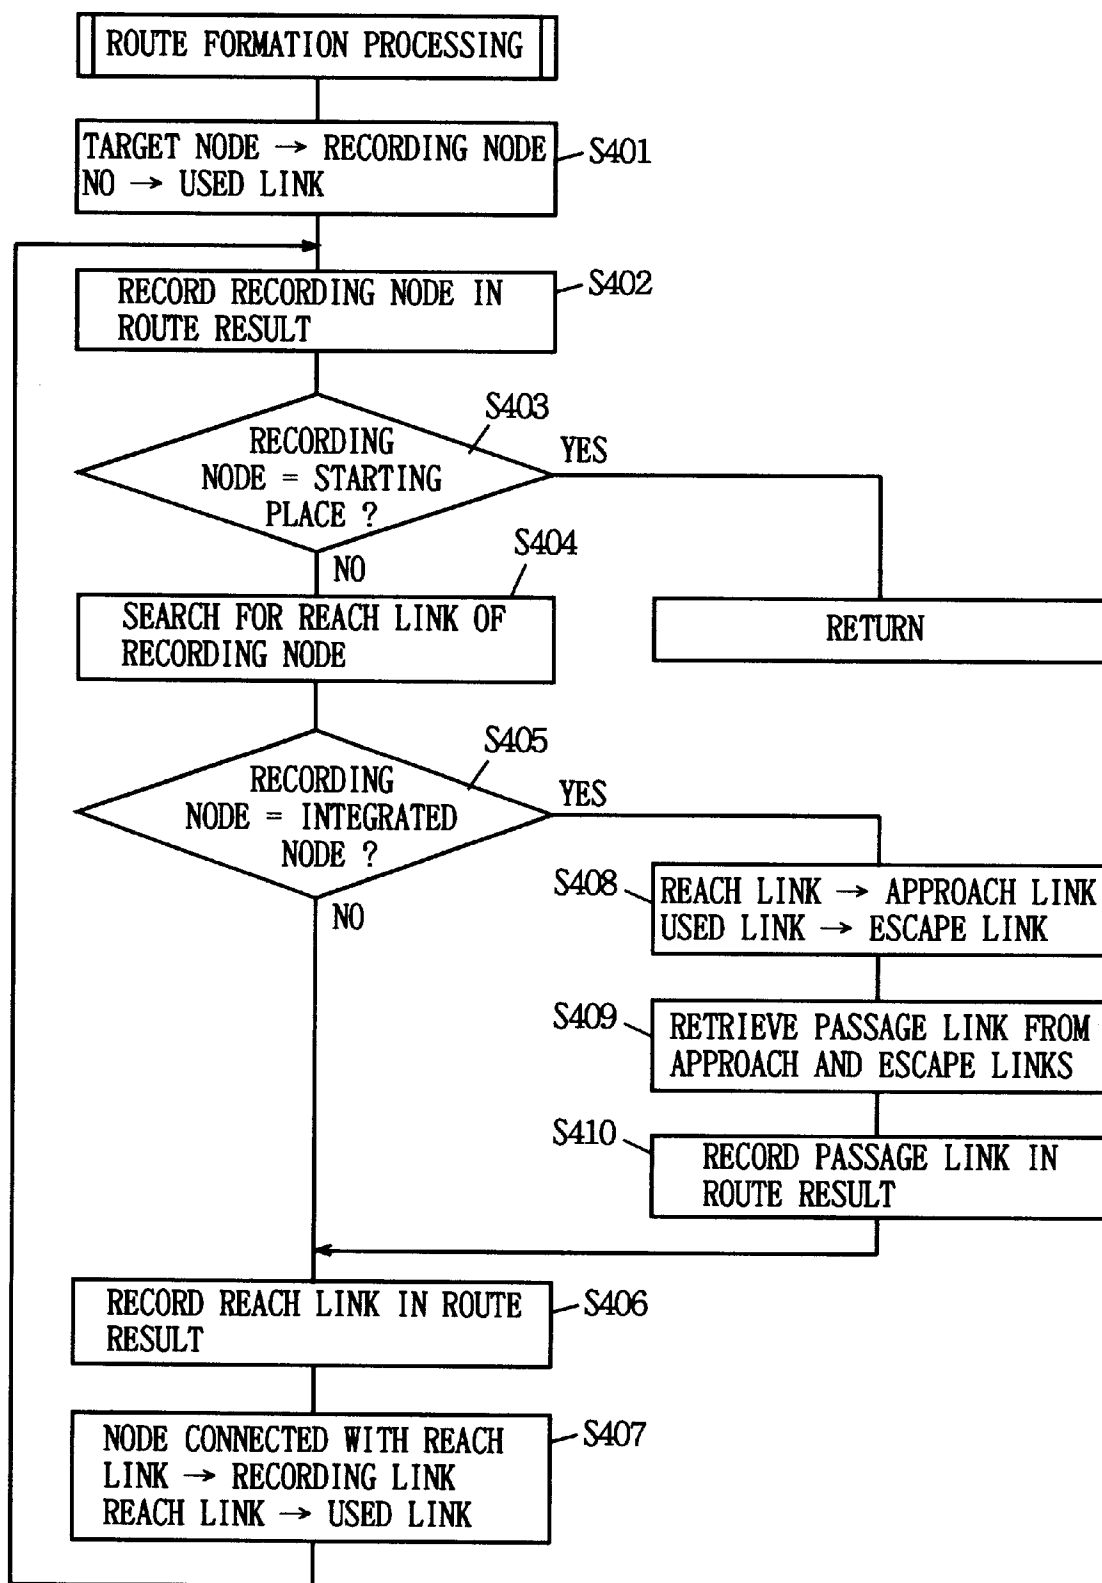 ROUTE FORMATION PROCESSING
TARGET NODE → RECORDING NODE
NO → USED LINK
S401
RECORD RECORDING NODE IN
ROUTE RESULT
S402
S403
RECORDING
NODE = STARTING
PLACE ?
YES
NO
S404
SEARCH FOR REACH LINK OF
RECORDING NODE
RETURN
S405
RECORDING
NODE = INTEGRATED
NODE ?
YES
NO
S408
REACH LINK → APPROACH LINK
USED LINK → ESCAPE LINK
S409
RETRIEVE PASSAGE LINK FROM
APPROACH AND ESCAPE LINKS
S410
RECORD PASSAGE LINK IN
ROUTE RESULT
RECORD REACH LINK IN ROUTE
RESULT
S406
NODE CONNECTED WITH REACH
LINK → RECORDING LINK
REACH LINK → USED LINK
S407